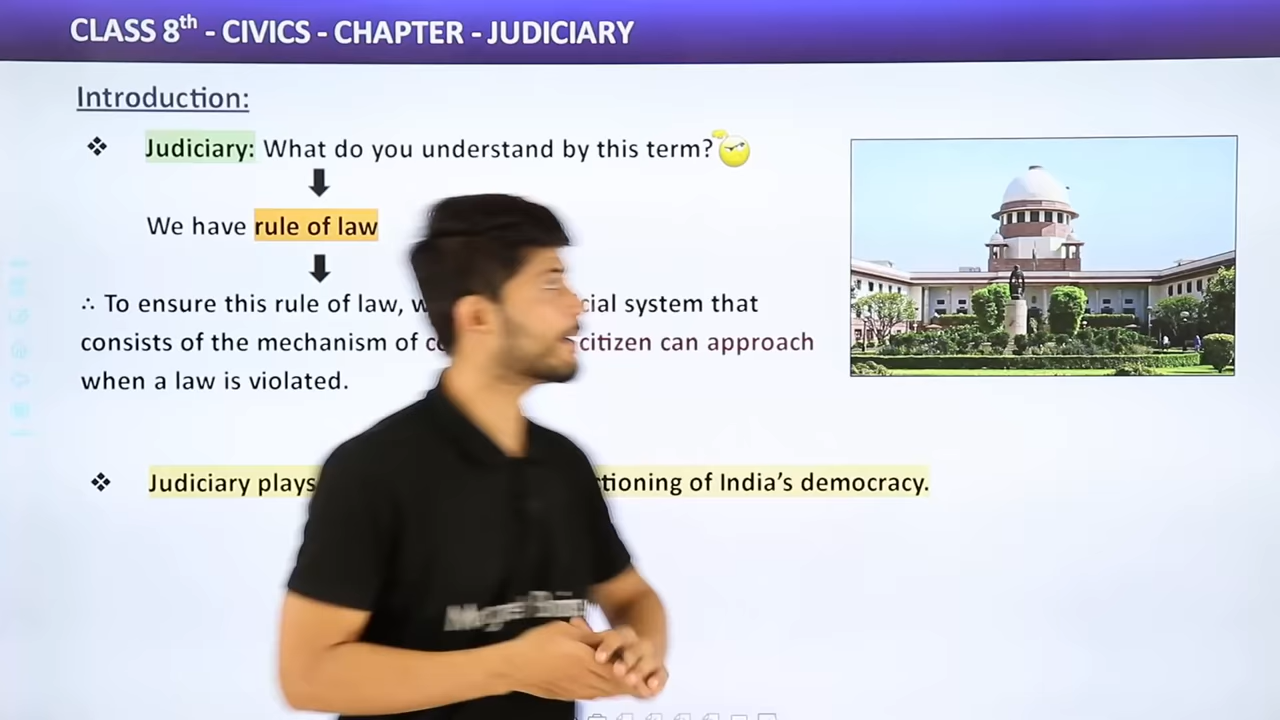 CLASS 8th - CIVICS - CHAPTER - JUDICIARY
Introduction:
❖ Judiciary: What do you understand by this term?
We have rule of law
∴ To ensure this rule of law, cial system that
consists of the mechanism of citizen can approach
when a law is violated.
❖ Judiciary plays tioning of India’s democracy.